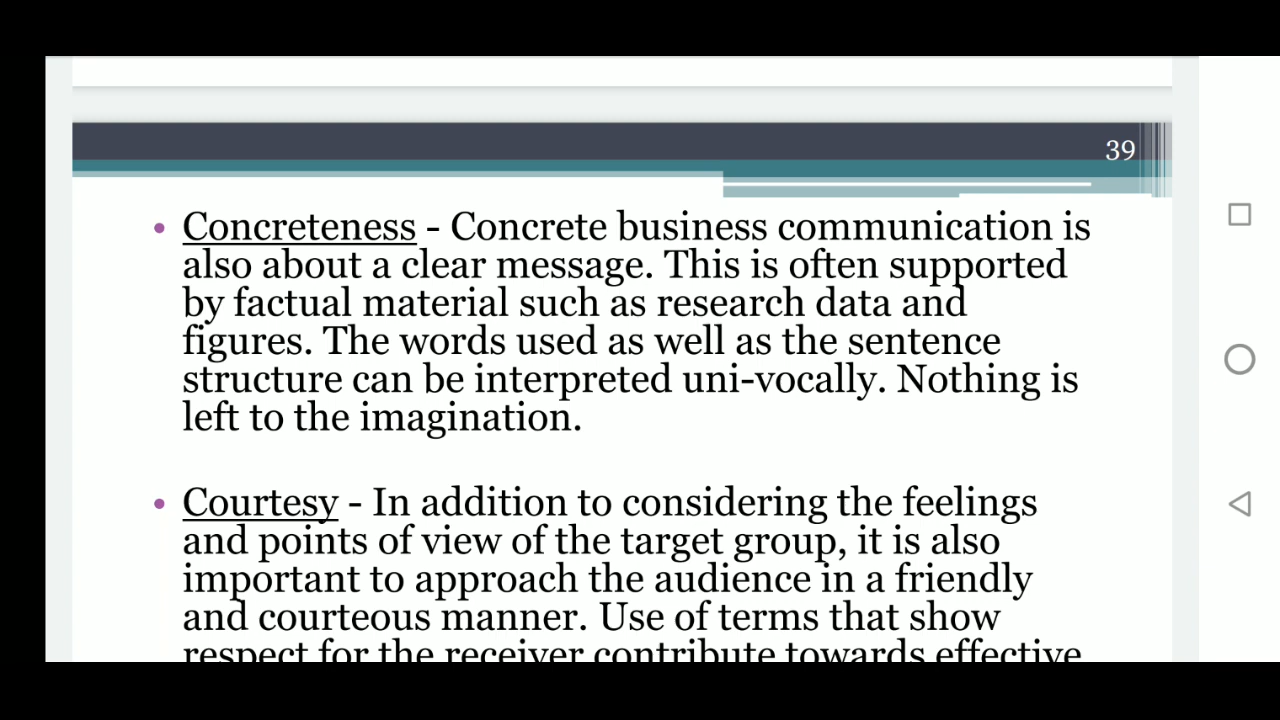 39
• Concreteness - Concrete business communication is
also about a clear message. This is often supported
by factual material such as research data and
figures. The words used as well as the sentence
structure can be interpreted uni-vocally. Nothing is
left to the imagination.
• Courtesy - In addition to considering the feelings
and points of view of the target group, it is also
important to approach the audience in a friendly
and courteous manner. Use of terms that show
respect for the receiver contribute towards effective